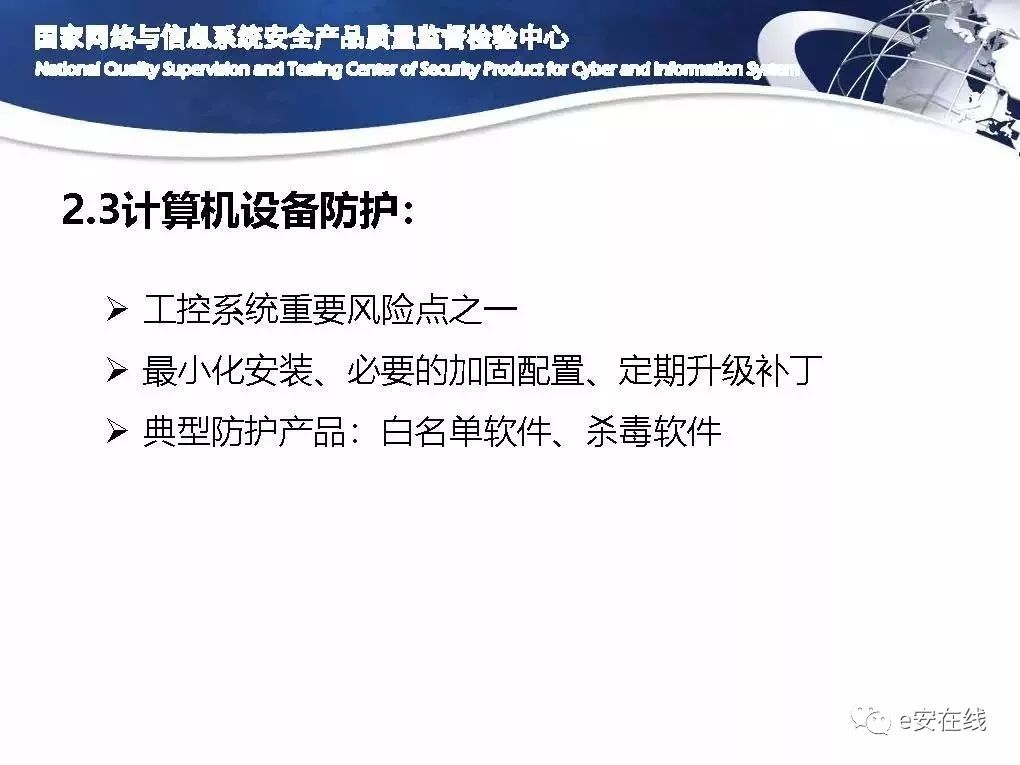 国家网络与信息系统安全产品质量监督检验中心
National Quality Supervision and Testing Center of Security Product for Cyber and Information System
2.3计算机设备防护：
➢ 工控系统重要风险点之一
➢ 最小化安装、必要的加固配置、定期升级补丁
➢ 典型防护产品：白名单软件、杀毒软件
e安在线